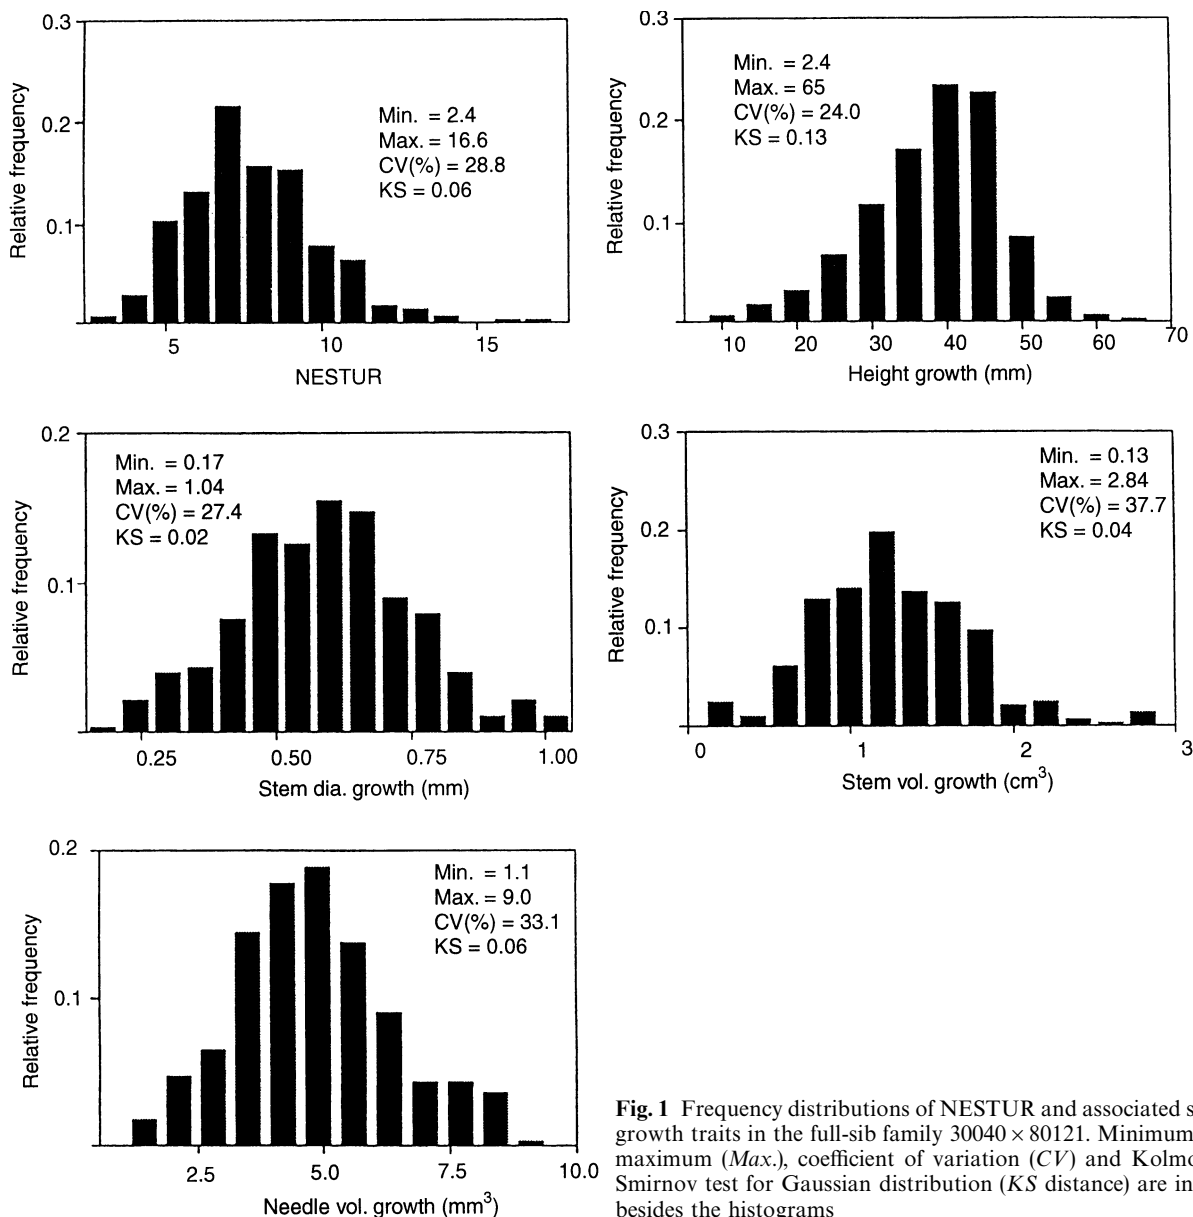 0.3
0.2
0.1
Relative frequency
Min. = 2.4
Max. = 16.6
CV(%) = 28.8
KS = 0.06
5
10
15
NESTUR
0.3
0.2
0.1
Relative frequency
Min. = 2.4
Max. = 65
CV(%) = 24.0
KS = 0.13
10
20
30
40
50
60
70
Height growth (mm)
0.2
0.1
Relative frequency
Min. = 0.17
Max. = 1.04
CV(%) = 27.4
KS = 0.02
0.25
0.50
0.75
1.00
Stem dia. growth (mm)
0.3
0.2
0.1
Relative frequency
Min. = 0.13
Max. = 2.84
CV(%) = 37.7
KS = 0.04
0
1
2
3
Stem vol. growth (cm³)
0.2
0.1
Relative frequency
Min. = 1.1
Max. = 9.0
CV(%) = 33.1
KS = 0.06
2.5
5.0
7.5
10.0
Needle vol. growth (mm³)
Fig. 1 Frequency distributions of NESTUR and associated s
growth traits in the full-sib family 30040 × 80121. Minimum
maximum (Max.), coefficient of variation (CV) and Kolmo
Smirnov test for Gaussian distribution (KS distance) are in
besides the histograms